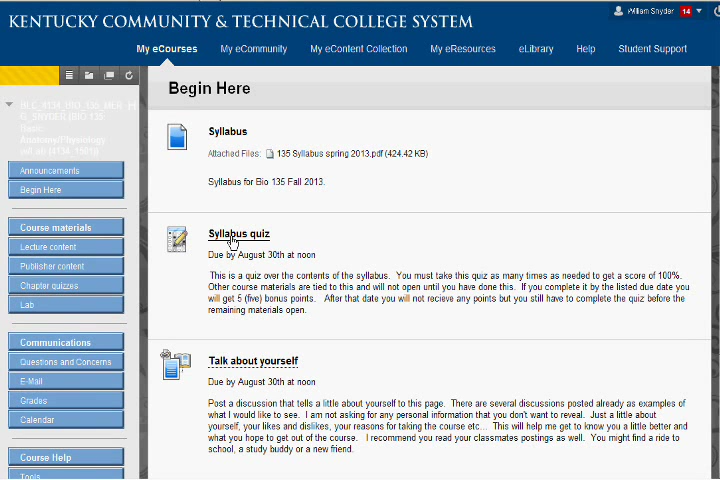 KENTUCKY COMMUNITY & TECHNICAL COLLEGE SYSTEM
William Snyder 14
My eCourses My eCommunity My eContent Collection My eResources eLibrary Help Student Support
Begin Here
BIO 135
SNYDER (BIO 135:
Basic
Anatomy/Physiology
Announcements
Begin Here
Course materials
Lecture content
Publisher content
Chapter quizzes
Lab
Communications
Questions and Concerns
E-Mail
Grades
Calendar
Course Help
Tools
Syllabus
Attached Files: 135 Syllabus spring 2013.pdf (424.42 KB)
Syllabus for Bio 135 Fall 2013.
Syllabus quiz
Due by August 30th at noon
This is a quiz over the contents of the syllabus. You must take this quiz as many times as needed to get a score of 100%.
Other course materials are tied to this and will not open until you have done this. If you complete it by the listed due date you
will get 5 (five) bonus points. After that date you will not recieve any points but you still have to complete the quiz before the
remaining materials open.
Talk about yourself
Due by August 30th at noon
Post a discussion that tells a little about yourself to this page. There are several discussions posted already as examples of
what I would like to see. I am not asking for any personal information that you don't want to reveal. Just a little about
yourself, your likes and dislikes, your reasons for taking the course etc... This will help me get to know you a little better and
what you hope to get out of the course. I recommend you read your classmates postings as well. You might find a ride to
school, a study buddy or a new friend.